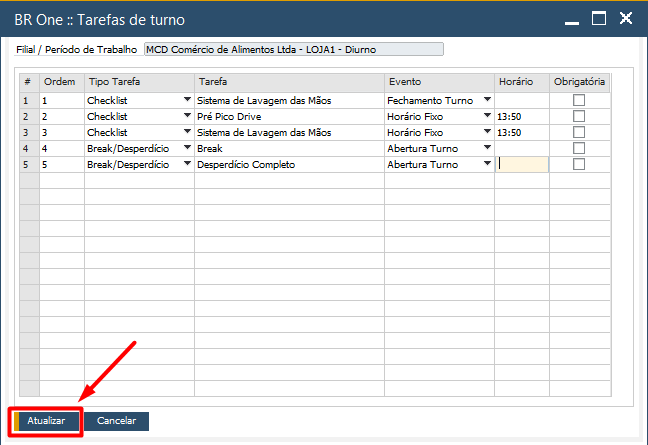 BR One :: Tarefas de turno
Filial / Período de Trabalho MCD Comércio de Alimentos Ltda - LOJA1 - Diurno
# Ordem Tipo Tarefa Tarefa Evento Horário Obrigatória
1 1 Checklist Sistema de Lavagem das Mãos Fechamento Turno
2 2 Checklist Pré Pico Drive Horário Fixo 13:50
3 3 Checklist Sistema de Lavagem das Mãos Horário Fixo 13:50
4 4 Break/Desperdício Break Abertura Turno
5 5 Break/Desperdício Desperdício Completo Abertura Turno
Atualizar Cancelar